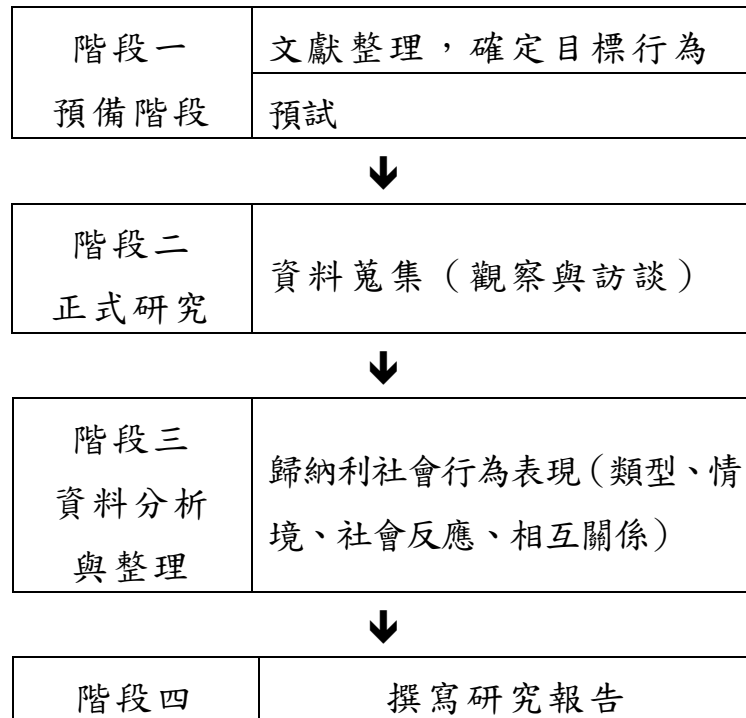 階段一
預備階段
文獻整理，確定目標行為
預試
階段二
正式研究
資料蒐集（觀察與訪談）
階段三
資料分析
與整理
歸納利社會行為表現（類型、情
境、社會反應、相互關係）
階段四
撰寫研究報告